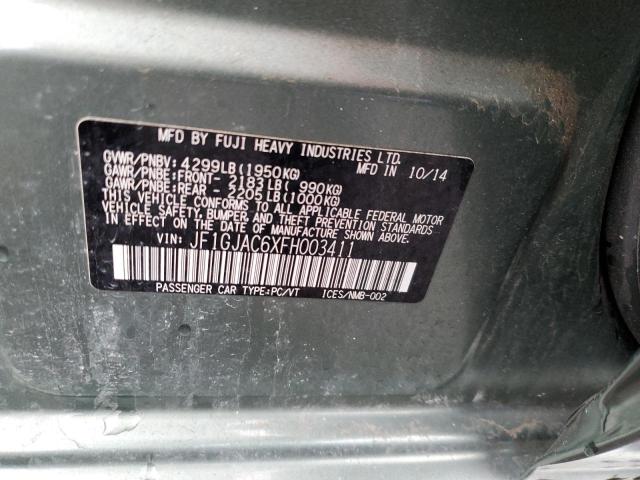 MFD BY FUJI HEAVY INDUSTRIES LTD.
MFD IN 10/14
GVWR/PNBV: 4299LB(1950KG)
GAWR/PNBE:FRONT- 2183LB( 990KG)
GAWR/PNBE:REAR - 2205LB(1000KG)
THIS VEHICLE CONFORMS TO ALL APPLICABLE FEDERAL MOTOR
VEHICLE SAFETY, BUMPER, AND THEFT PREVENTION STANDARDS
IN EFFECT ON THE DATE OF MANUFACTURE SHOWN ABOVE.
VIN: JF1GJAC6XFH003411
PASSENGER CAR TYPE:PC/VT ICES/NMB-002